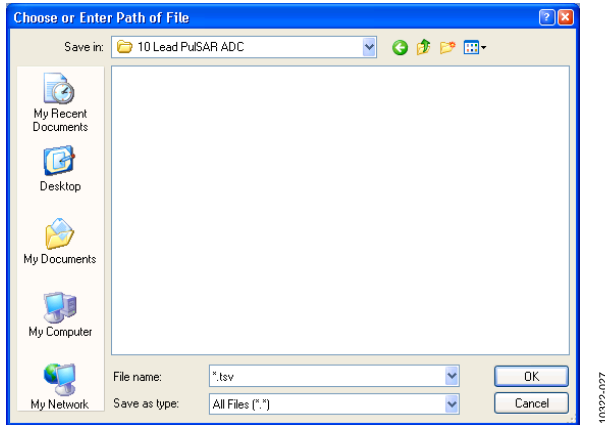 Choose or Enter Path of File
Save in:
10 Lead PulSAR ADC
My Recent
Documents
Desktop
My Documents
My Computer
My Network
File name:
*.tsv
OK
Save as type:
All Files (*.*)
Cancel
10322-027